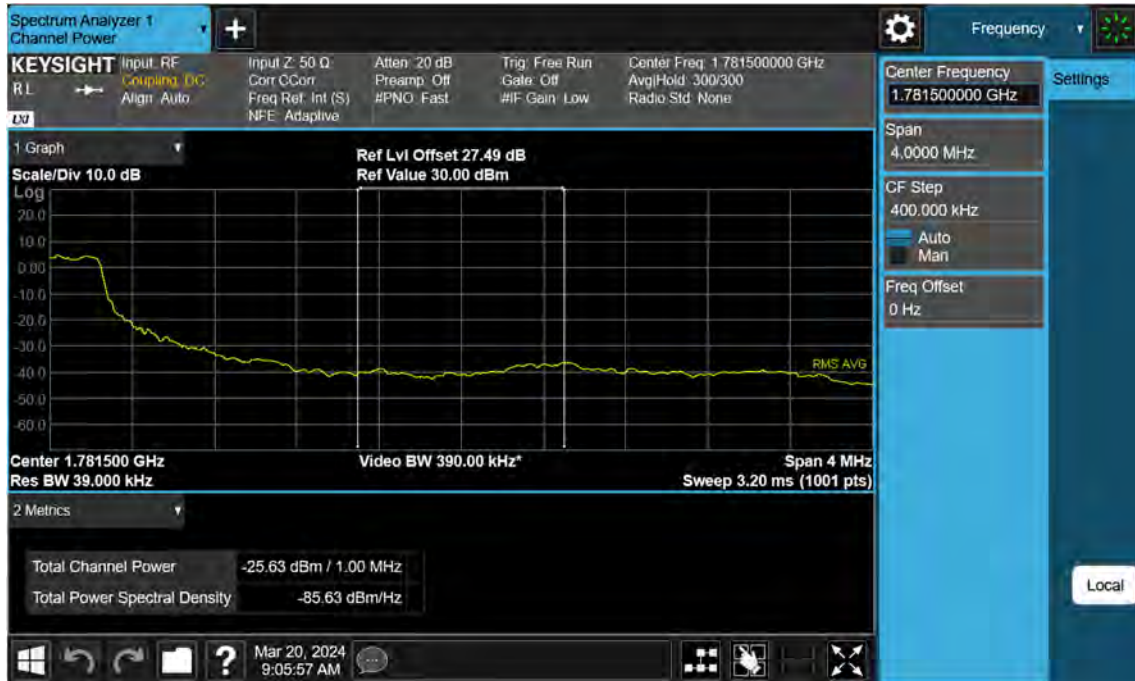 Spectrum Analyzer 1
Channel Power
+
Frequency
KEYSIGHT
RL
LXI
Input: RF
Coupling: DC
Align: Auto
Input Z: 50 Ω
Corr CCorr
Freq Ref: Int (S)
NFE: Adaptive
Atten: 20 dB
Preamp: Off
#PNO: Fast
Trig: Free Run
Gate: Off
#IF Gain: Low
Center Freq: 1.781500000 GHz
Avg|Hold: 300/300
Radio Std: None
Center Frequency
1.781500000 GHz
Settings
Span
4.0000 MHz
CF Step
400.000 kHz
Auto
Man
Freq Offset
0 Hz
Local
1 Graph
Scale/Div 10.0 dB
Ref Lvl Offset 27.49 dB
Ref Value 30.00 dBm
Log
20.0
10.0
0.00
-10.0
-20.0
-30.0
-40.0
-50.0
-60.0
RMS AVG
Center 1.781500 GHz
Video BW 390.00 kHz*
Span 4 MHz
Res BW 39.000 kHz
Sweep 3.20 ms (1001 pts)
2 Metrics
Total Channel Power
-25.63 dBm / 1.00 MHz
Total Power Spectral Density
-85.63 dBm/Hz
?
Mar 20, 2024
9:05:57 AM